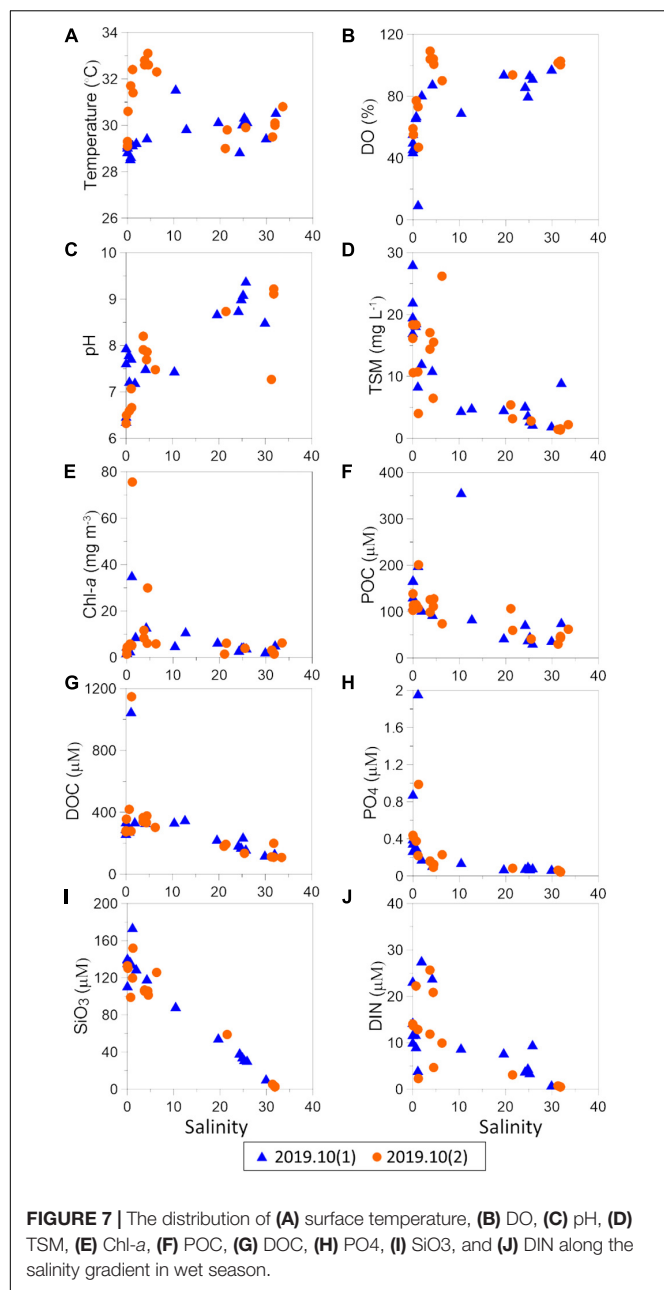 A
B
Temperature (°C)
34
32
30
28
26
0 10 20 30 40
DO (%)
120
80
40
0
0 10 20 30 40
C
D
pH
10
9
8
7
6
0 10 20 30 40
TSM (mg L-1)
30
20
10
0
0 10 20 30 40
E
F
Chl-a (mg m-3)
80
60
40
20
0
0 10 20 30 40
POC (μM)
400
300
200
100
0
0 10 20 30 40
G
H
DOC (μM)
1200
800
400
0
0 10 20 30 40
PO4 (μM)
2
1.6
1.2
0.8
0.4
0
0 10 20 30 40
I
J
SiO3 (μM)
200
160
120
80
40
0
0 10 20 30 40
Salinity
DIN (μM)
40
30
20
10
0
0 10 20 30 40
Salinity
2019.10(1) 2019.10(2)
FIGURE 7 | The distribution of (A) surface temperature, (B) DO, (C) pH, (D)
TSM, (E) Chl-a, (F) POC, (G) DOC, (H) PO4, (I) SiO3, and (J) DIN along the
salinity gradient in wet season.